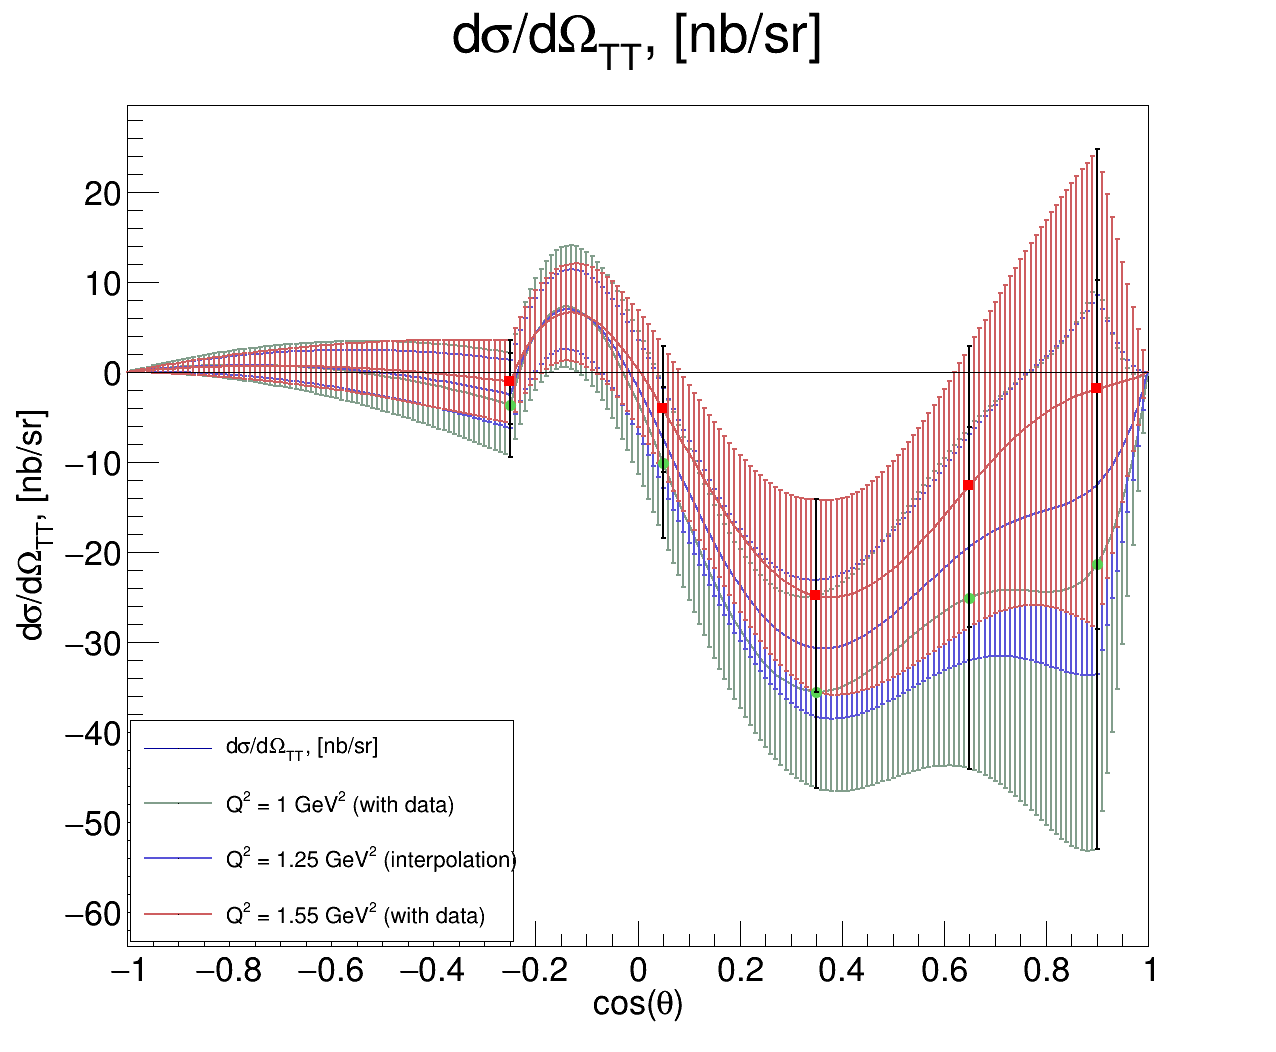 dσ/dΩTT, [nb/sr]
dσ/dΩTT, [nb/sr]
20
10
0
−10
−20
−30
−40
−50
−60
dσ/dΩTT, [nb/sr]
Q2 = 1 GeV2 (with data)
Q2 = 1.25 GeV2 (interpolation)
Q2 = 1.55 GeV2 (with data)
−1 −0.8 −0.6 −0.4 −0.2 0 0.2 0.4 0.6 0.8 1
cos(θ)